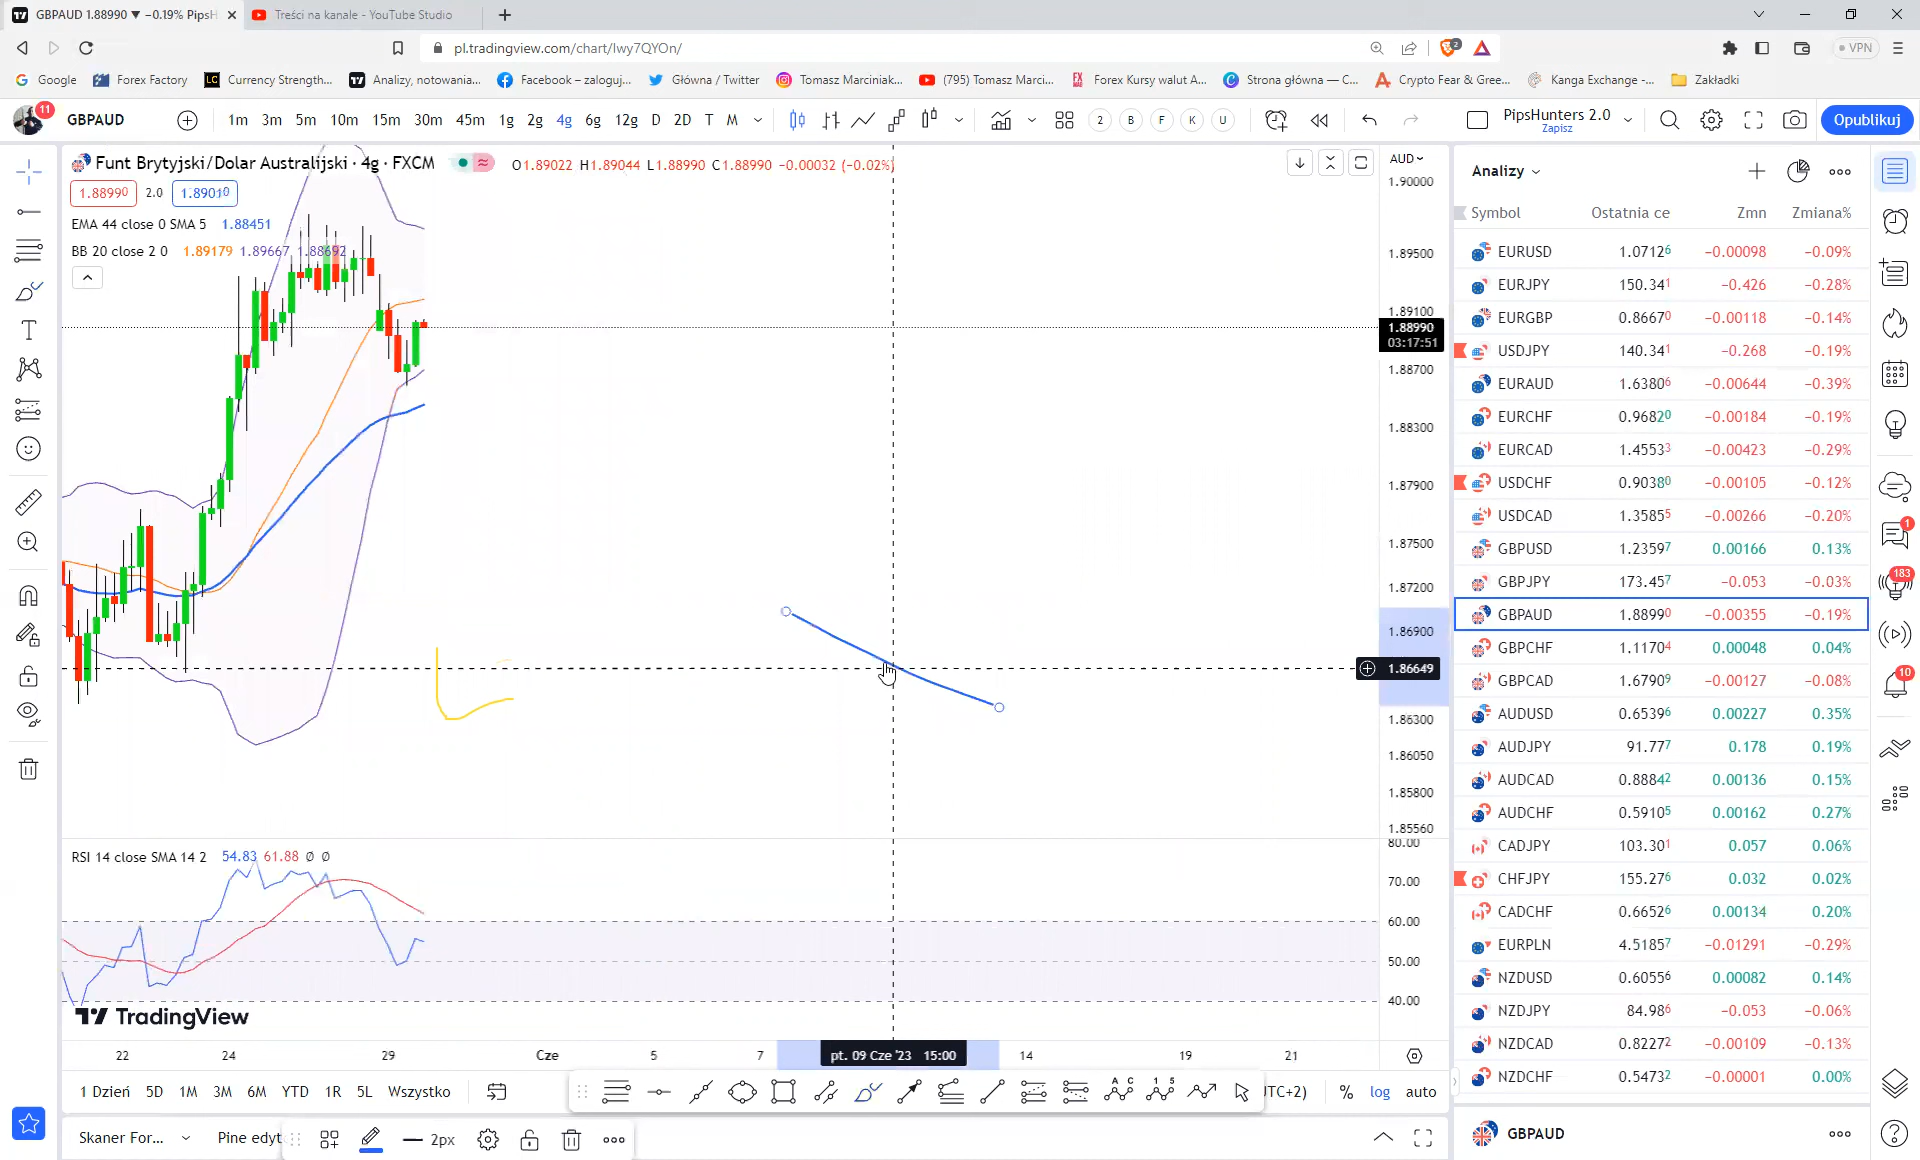 GBPAUD 1.88990 ▼ −0.19% PipsH
Treści na kanale - YouTube Studio
pl.tradingview.com/chart/Iwy7QYOn/
2
VPN
Google
Forex Factory
Currency Strength...
Analizy, notowania...
Facebook – zaloguj...
Główna / Twitter
Tomasz Marciniak...
(795) Tomasz Marci...
Forex Kursy walut A...
Strona główna — C...
Crypto Fear & Gree...
Kanga Exchange -...
Zakładki
11
GBPAUD
1m 3m 5m 10m 15m 30m 45m 1g 2g 4g 6g 12g D 2D T M
2 B F K U
PipsHunters 2.0
Zapisz
Opublikuj
Funt Brytyjski/Dolar Australijski · 4g · FXCM
O1.89022 H1.89044 L1.88990 C1.88990 −0.00032 (−0.02%)
1.88990 2.0 1.89010
EMA 44 close 0 SMA 5 1.88451
BB 20 close 2 0 1.89179 1.89667 1.88692
AUD
1.90000
1.89500
1.89100
1.88990
03:17:51
1.88700
1.88300
1.87900
1.87500
1.87200
1.86900
1.86649
1.86300
1.86050
1.85800
1.85560
RSI 14 close SMA 14 2 54.83 61.88 Ø Ø
80.00
70.00
60.00
50.00
40.00
TradingView
22 24 29 Cze 5 7 pt. 09 Cze '23 15:00 14 19 21
1 Dzień 5D 1M 3M 6M YTD 1R 5L Wszystko
TC+2) % log auto
Skaner For... Pine edyt
2px
Analizy
Symbol Ostatnia ce Zmn Zmiana%
EURUSD 1.07126 −0.00098 −0.09%
EURJPY 150.341 −0.426 −0.28%
EURGBP 0.86670 −0.00118 −0.14%
USDJPY 140.341 −0.268 −0.19%
EURAUD 1.63806 −0.00644 −0.39%
EURCHF 0.96820 −0.00184 −0.19%
EURCAD 1.45533 −0.00423 −0.29%
USDCHF 0.90380 −0.00105 −0.12%
USDCAD 1.35855 −0.00266 −0.20%
GBPUSD 1.23597 0.00166 0.13%
GBPJPY 173.457 −0.053 −0.03%
GBPAUD 1.88990 −0.00355 −0.19%
GBPCHF 1.11704 0.00048 0.04%
GBPCAD 1.67909 −0.00127 −0.08%
AUDUSD 0.65396 0.00227 0.35%
AUDJPY 91.777 0.178 0.19%
AUDCAD 0.88842 0.00136 0.15%
AUDCHF 0.59105 0.00162 0.27%
CADJPY 103.301 0.057 0.06%
CHFJPY 155.276 0.032 0.02%
CADCHF 0.66526 0.00134 0.20%
EURPLN 4.51857 −0.01291 −0.29%
NZDUSD 0.60556 0.00082 0.14%
NZDJPY 84.986 −0.053 −0.06%
NZDCAD 0.82272 −0.00109 −0.13%
NZDCHF 0.54732 −0.00001 0.00%
GBPAUD
1
183
10